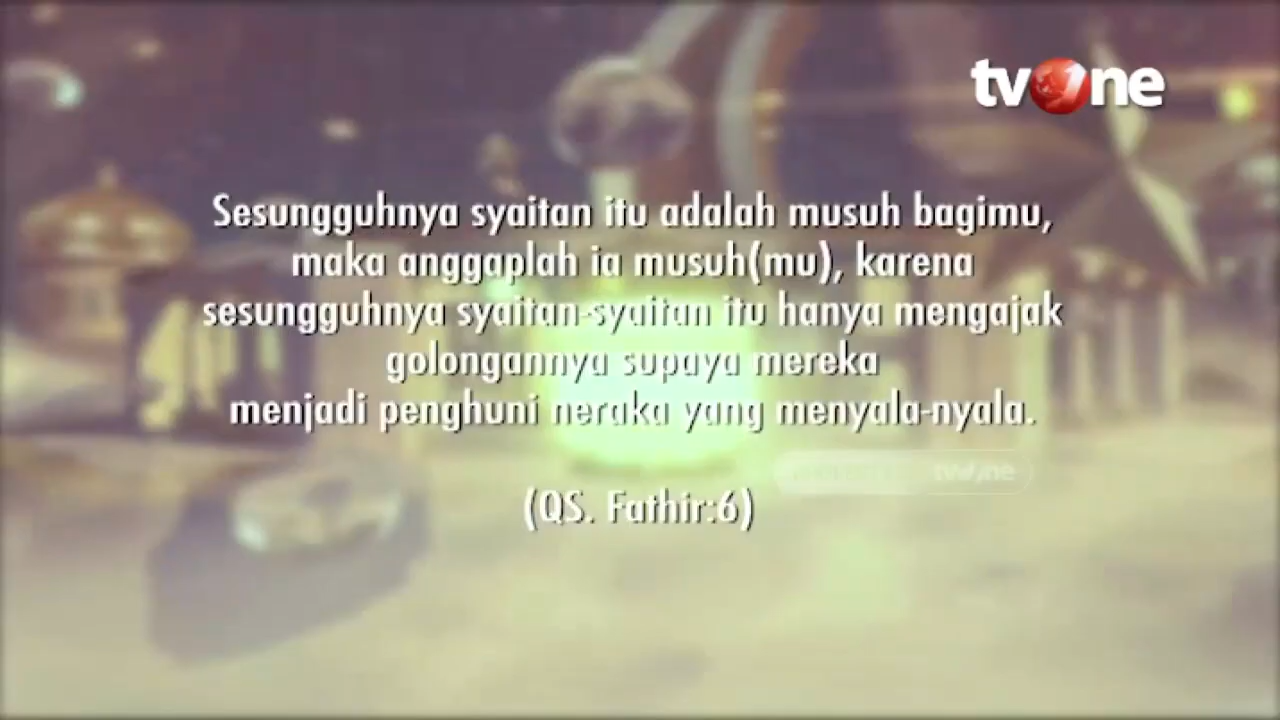 tvOne
Sesungguhnya syaitan itu adalah musuh bagimu,
maka anggaplah ia musuh(mu), karena
sesungguhnya syaitan-syaitan itu hanya mengajak
golongannya supaya mereka
menjadi penghuni neraka yang menyala-nyala.
tvOne
(QS. Fathir:6)